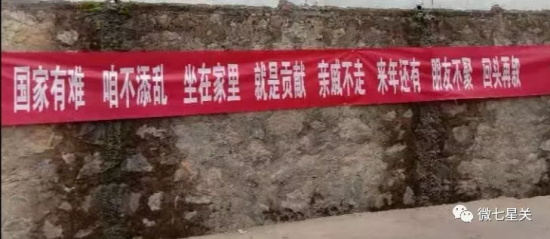 国家有难 咱不添乱 坐在家里 就是贡献 亲戚不走 来年还有 朋友不聚 回头再叙
微七星关